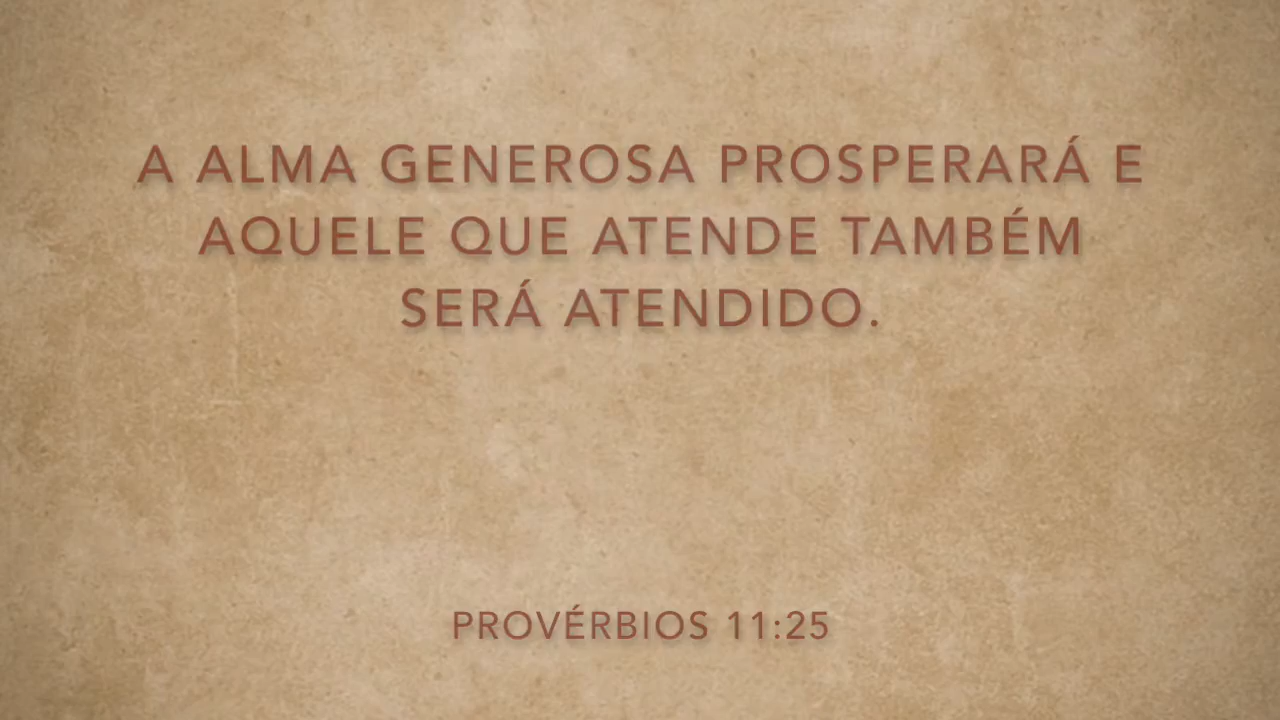 A ALMA GENEROSA PROSPERARÁ E
AQUELE QUE ATENDE TAMBÉM
SERÁ ATENDIDO.
PROVÉRBIOS 11:25